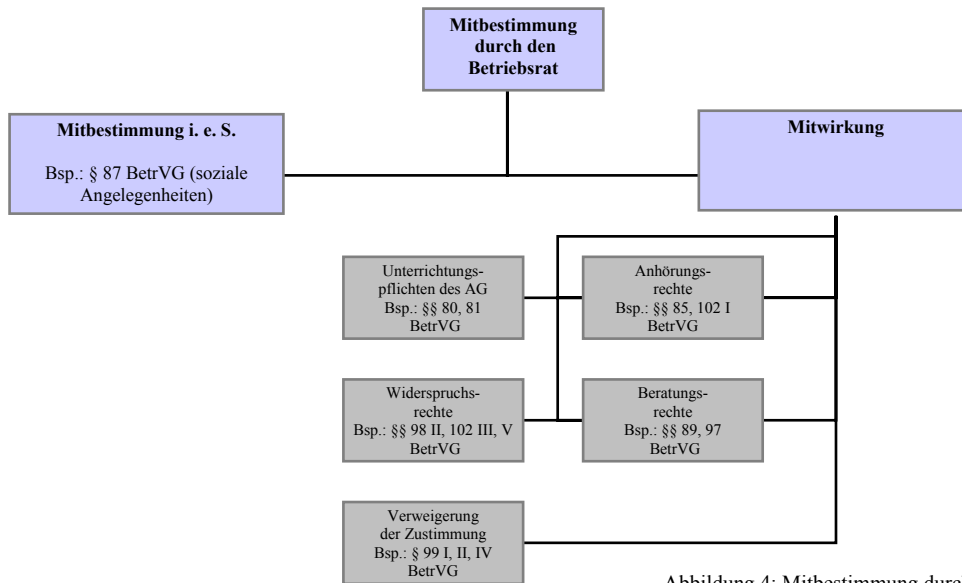 Mitbestimmung
durch den
Betriebsrat
Mitbestimmung i. e. S.
Bsp.: § 87 BetrVG (soziale
Angelegenheiten)
Mitwirkung
Unterrichtungs-
pflichten des AG
Bsp.: §§ 80, 81
BetrVG
Anhörungs-
rechte
Bsp.: §§ 85, 102 I
BetrVG
Widerspruchs-
rechte
Bsp.: §§ 98 II, 102 III, V
BetrVG
Beratungs-
rechte
Bsp.: §§ 89, 97
BetrVG
Verweigerung
der Zustimmung
Bsp.: § 99 I, II, IV
BetrVG
Abbildung 4: Mitbestimmung durc